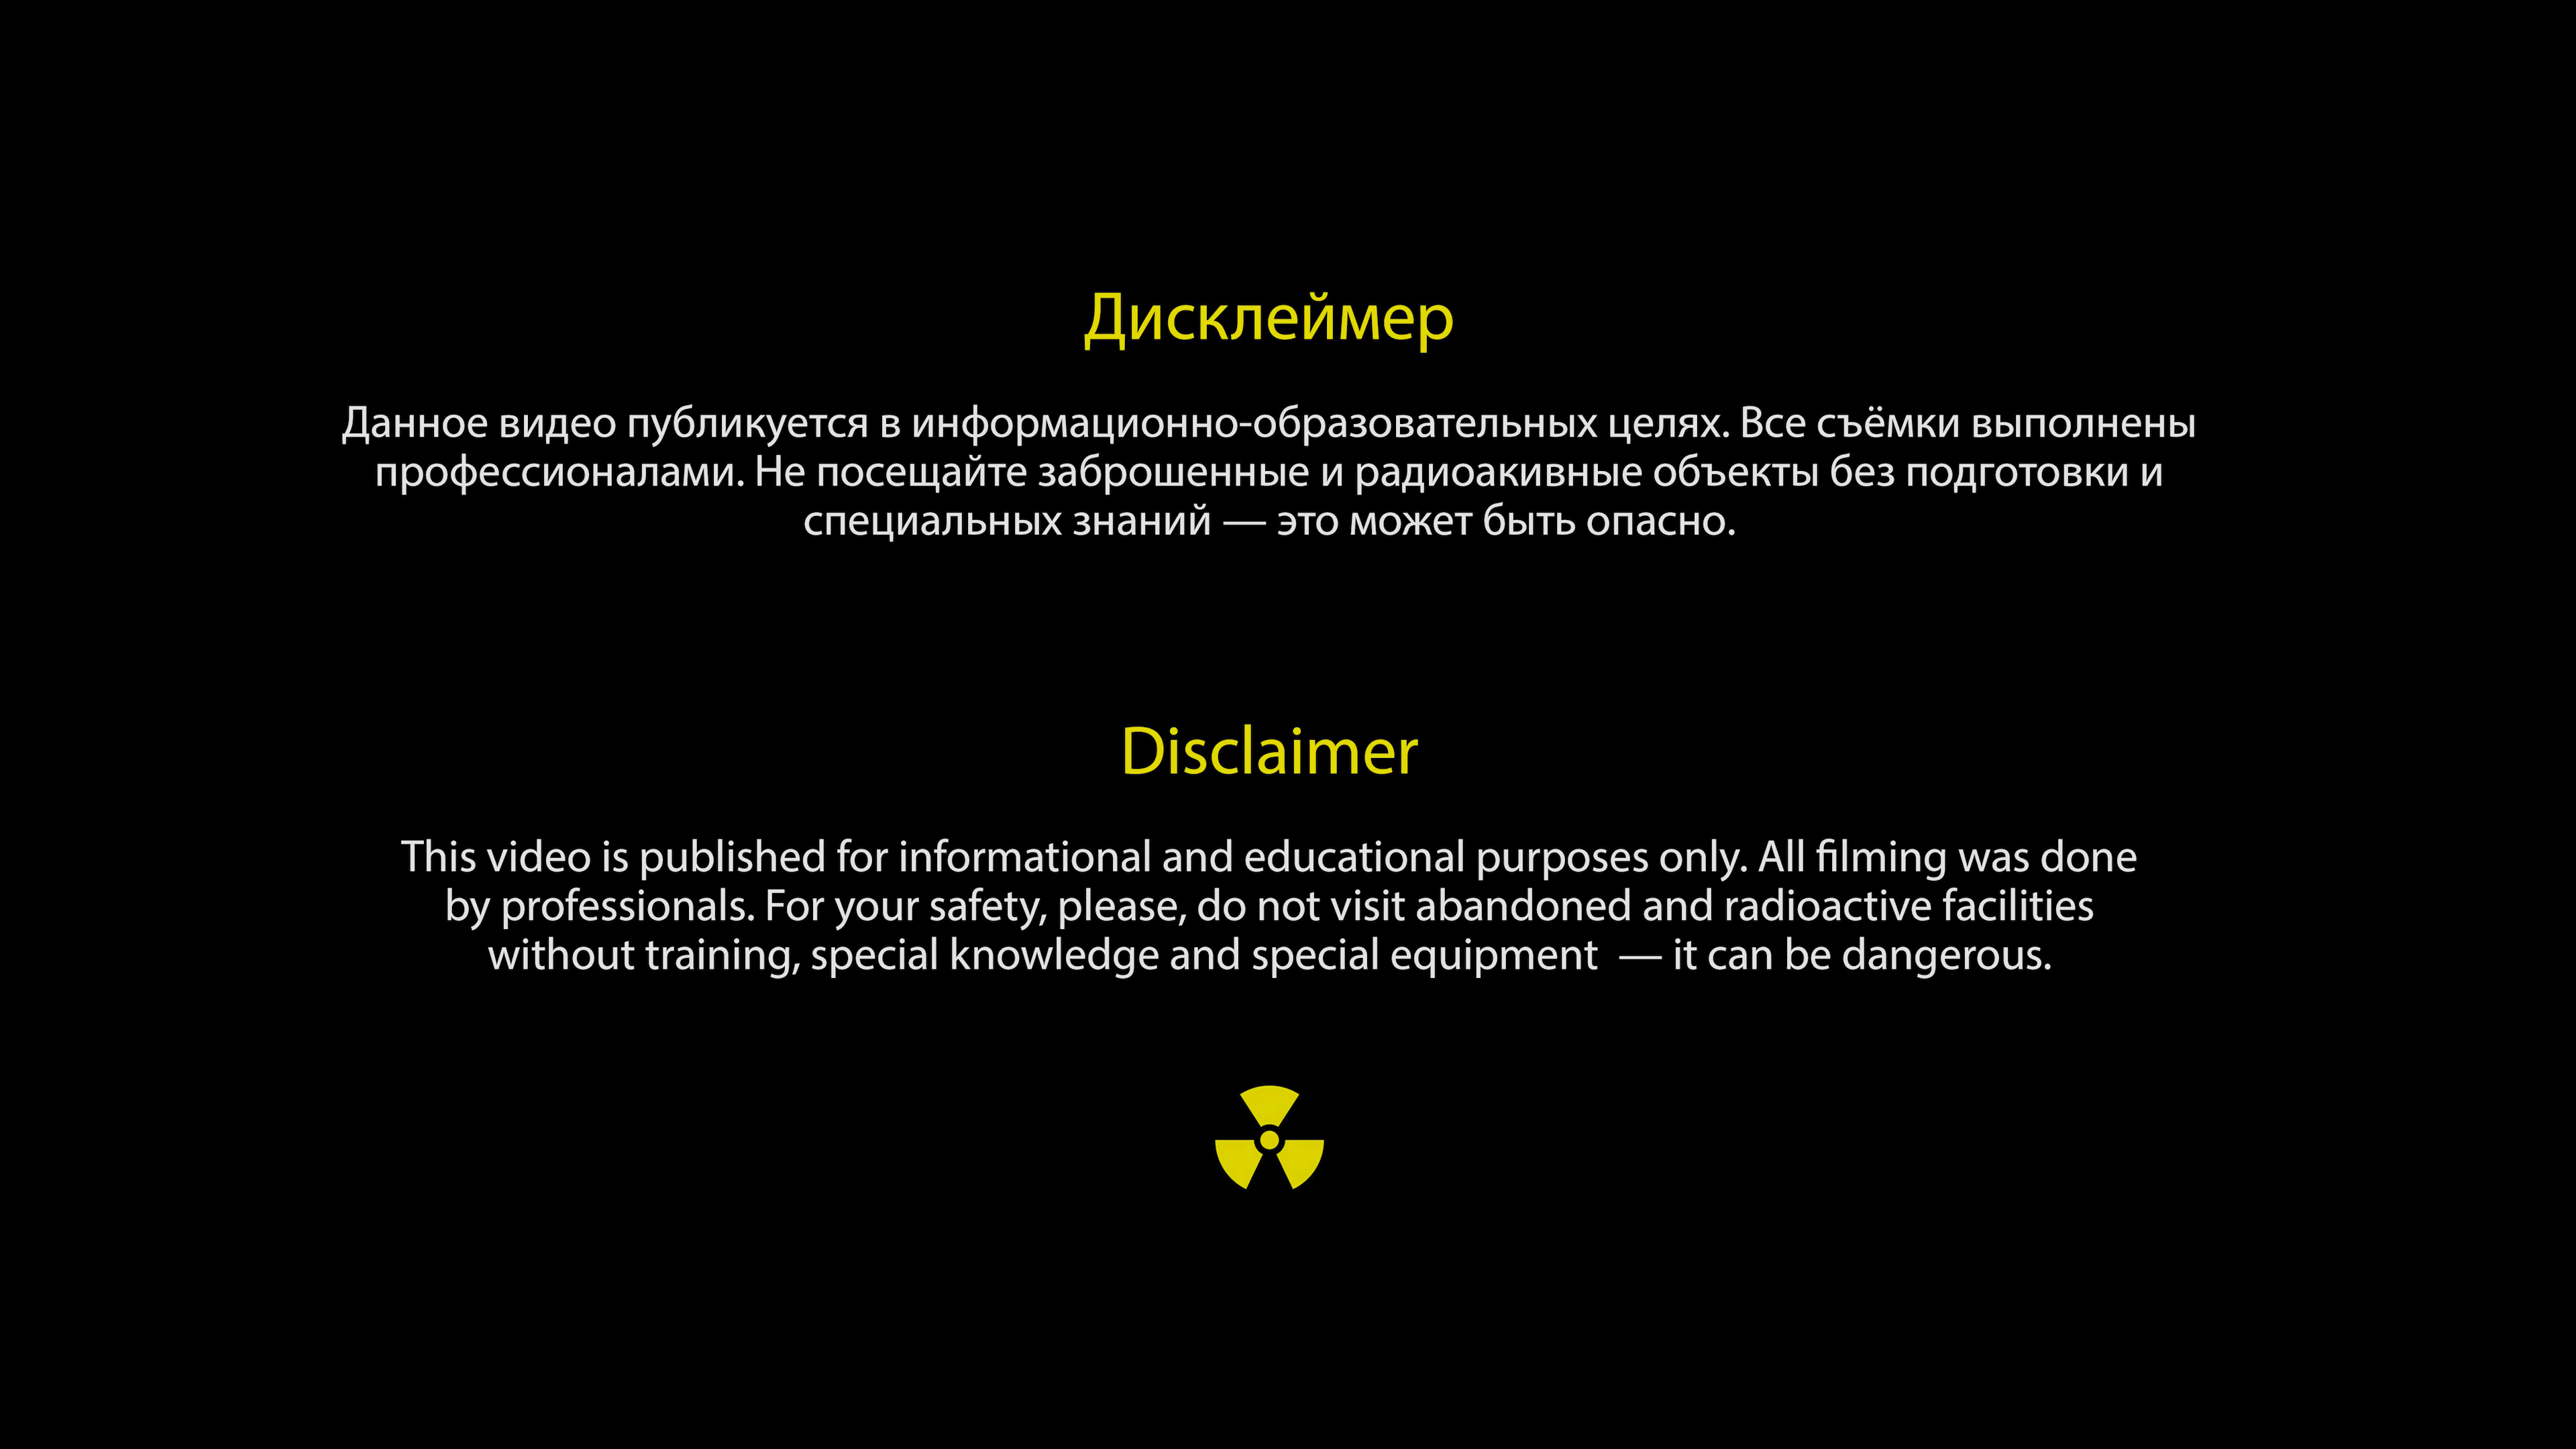 Дисклеймер
Данное видео публикуется в информационно-образовательных целях. Все съёмки выполнены
профессионалами. Не посещайте заброшенные и радиоакивные объекты без подготовки и
специальных знаний — это может быть опасно.
Disclaimer
This video is published for informational and educational purposes only. All filming was done
by professionals. For your safety, please, do not visit abandoned and radioactive facilities
without training, special knowledge and special equipment  — it can be dangerous.